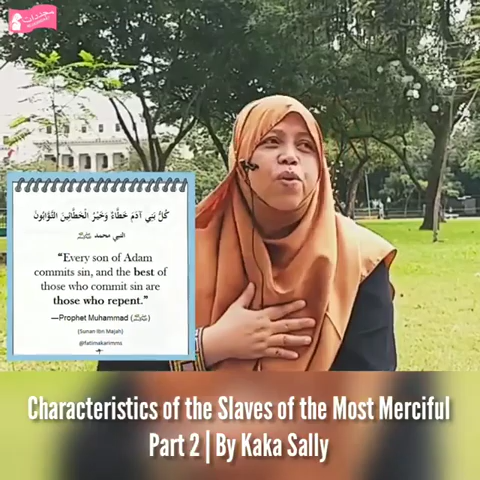 مجددات
كُلُّ بَنِي آدَمَ خَطَّاءٌ وَخَيْرُ الْخَطَّائِينَ التَّوَّابُونَ
النبي محمد ﷺ
“Every son of Adam
commits sin, and the best of
those who commit sin are
those who repent.”
—Prophet Muhammad (ﷺ)
(Sunan Ibn Majah)
@fatimakarimms
Characteristics of the Slaves of the Most Merciful
Part 2 | By Kaka Sally